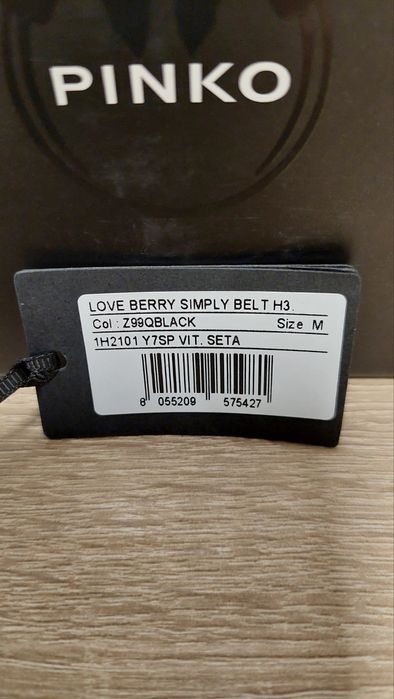 PINKO
LOVE BERRY SIMPLY BELT H3.
Col : Z99QBLACK Size M
1H2101 Y7SP VIT. SETA
8 055209 575427